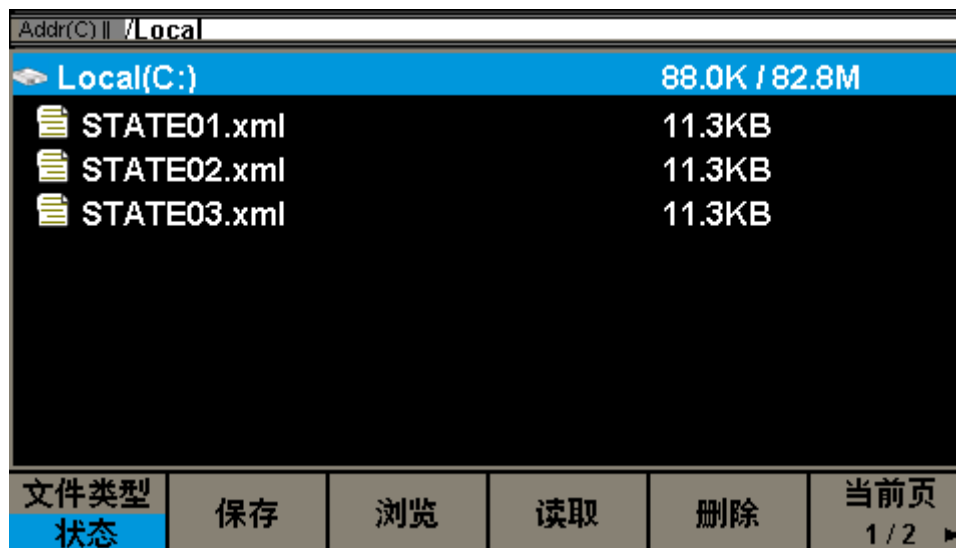 Addr(C) || /Local
Local(C:) 88.0K / 82.8M
STATE01.xml 11.3KB
STATE02.xml 11.3KB
STATE03.xml 11.3KB
文件类型 保存 浏览 读取 删除 当前页
状态 1 / 2 ►